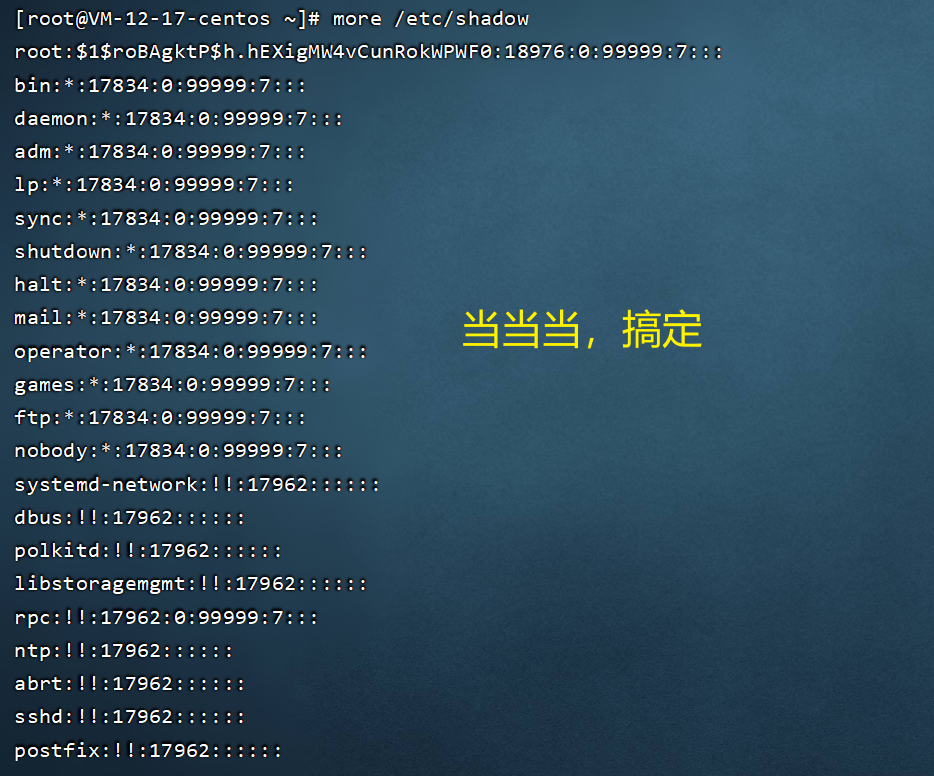 [root@VM-12-17-centos ~]# more /etc/shadow
root:$1$roBAgktP$h.hEXigMW4vCunRokWPWF0:18976:0:99999:7:::
bin:*:17834:0:99999:7:::
daemon:*:17834:0:99999:7:::
adm:*:17834:0:99999:7:::
lp:*:17834:0:99999:7:::
sync:*:17834:0:99999:7:::
shutdown:*:17834:0:99999:7:::
halt:*:17834:0:99999:7:::
mail:*:17834:0:99999:7:::
当当当，搞定
operator:*:17834:0:99999:7:::
games:*:17834:0:99999:7:::
ftp:*:17834:0:99999:7:::
nobody:*:17834:0:99999:7:::
systemd-network:!!:17962::::::
dbus:!!:17962::::::
polkitd:!!:17962::::::
libstoragemgmt:!!:17962::::::
rpc:!!:17962:0:99999:7:::
ntp:!!:17962::::::
abrt:!!:17962::::::
sshd:!!:17962::::::
postfix:!!:17962::::::